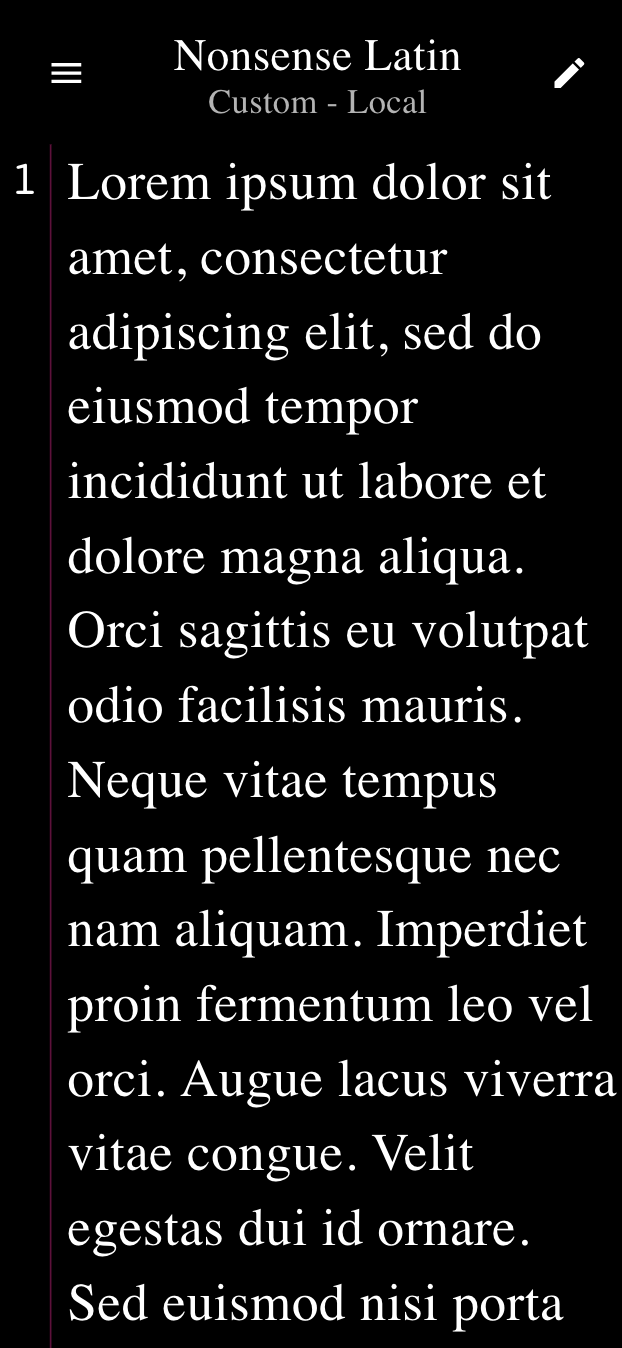 Nonsense Latin
Custom - Local
1 Lorem ipsum dolor sit
amet, consectetur
adipiscing elit, sed do
eiusmod tempor
incididunt ut labore et
dolore magna aliqua.
Orci sagittis eu volutpat
odio facilisis mauris.
Neque vitae tempus
quam pellentesque nec
nam aliquam. Imperdiet
proin fermentum leo vel
orci. Augue lacus viverra
vitae congue. Velit
egestas dui id ornare.
Sed euismod nisi porta